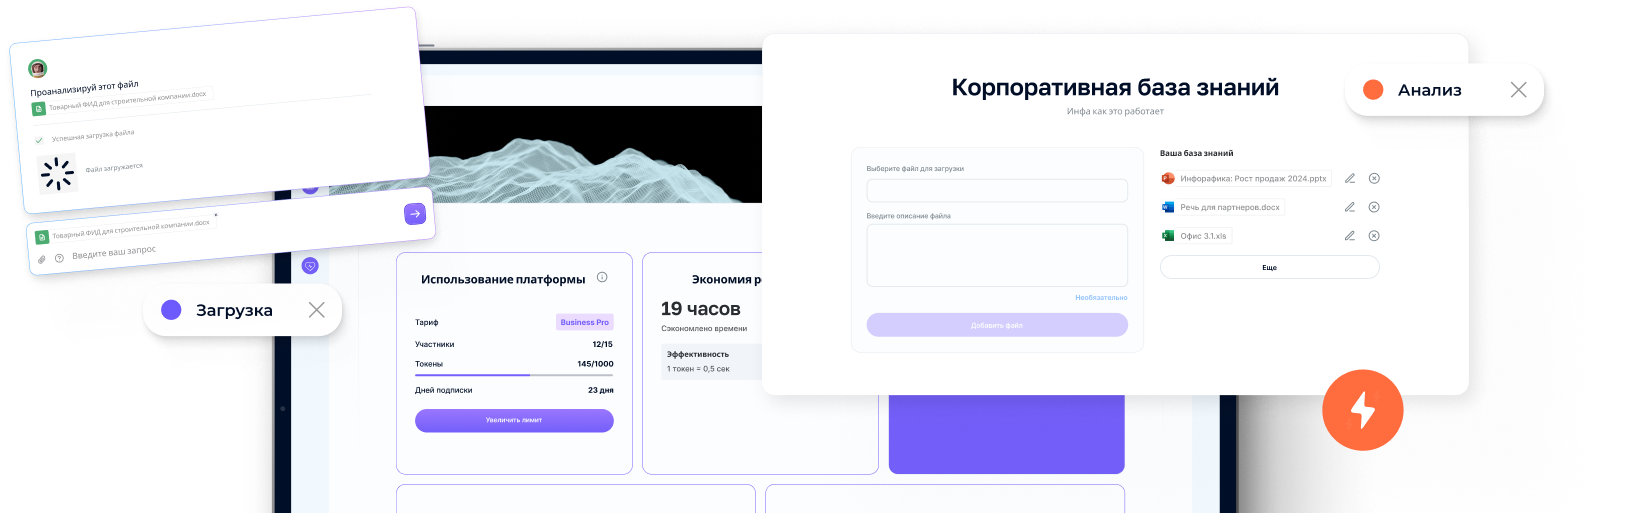 Проанализируй этот файл
Товарный ФИД для строительной компании.docx
Успешная загрузка файла
Файл загружается
Товарный ФИД для строительной компании.docx
Введите ваш запрос
Загрузка
Использование платформы
Тариф
Business Pro
Участники
12/15
Токены
145/1000
Дней подписки
23 дня
Увеличить лимит
Экономия
19 часов
Сэкономлено времени
Эффективность
1 токен = 0,5 сек
Корпоративная база знаний
Инфа как это работает
Выберите файл для загрузки
Введите описание файла
Необязательно
Добавить файл
Ваша база знаний
Инфорафика: Рост продаж 2024.pptx
Речь для партнеров.docx
Офис 3.1.xls
Еще
Анализ